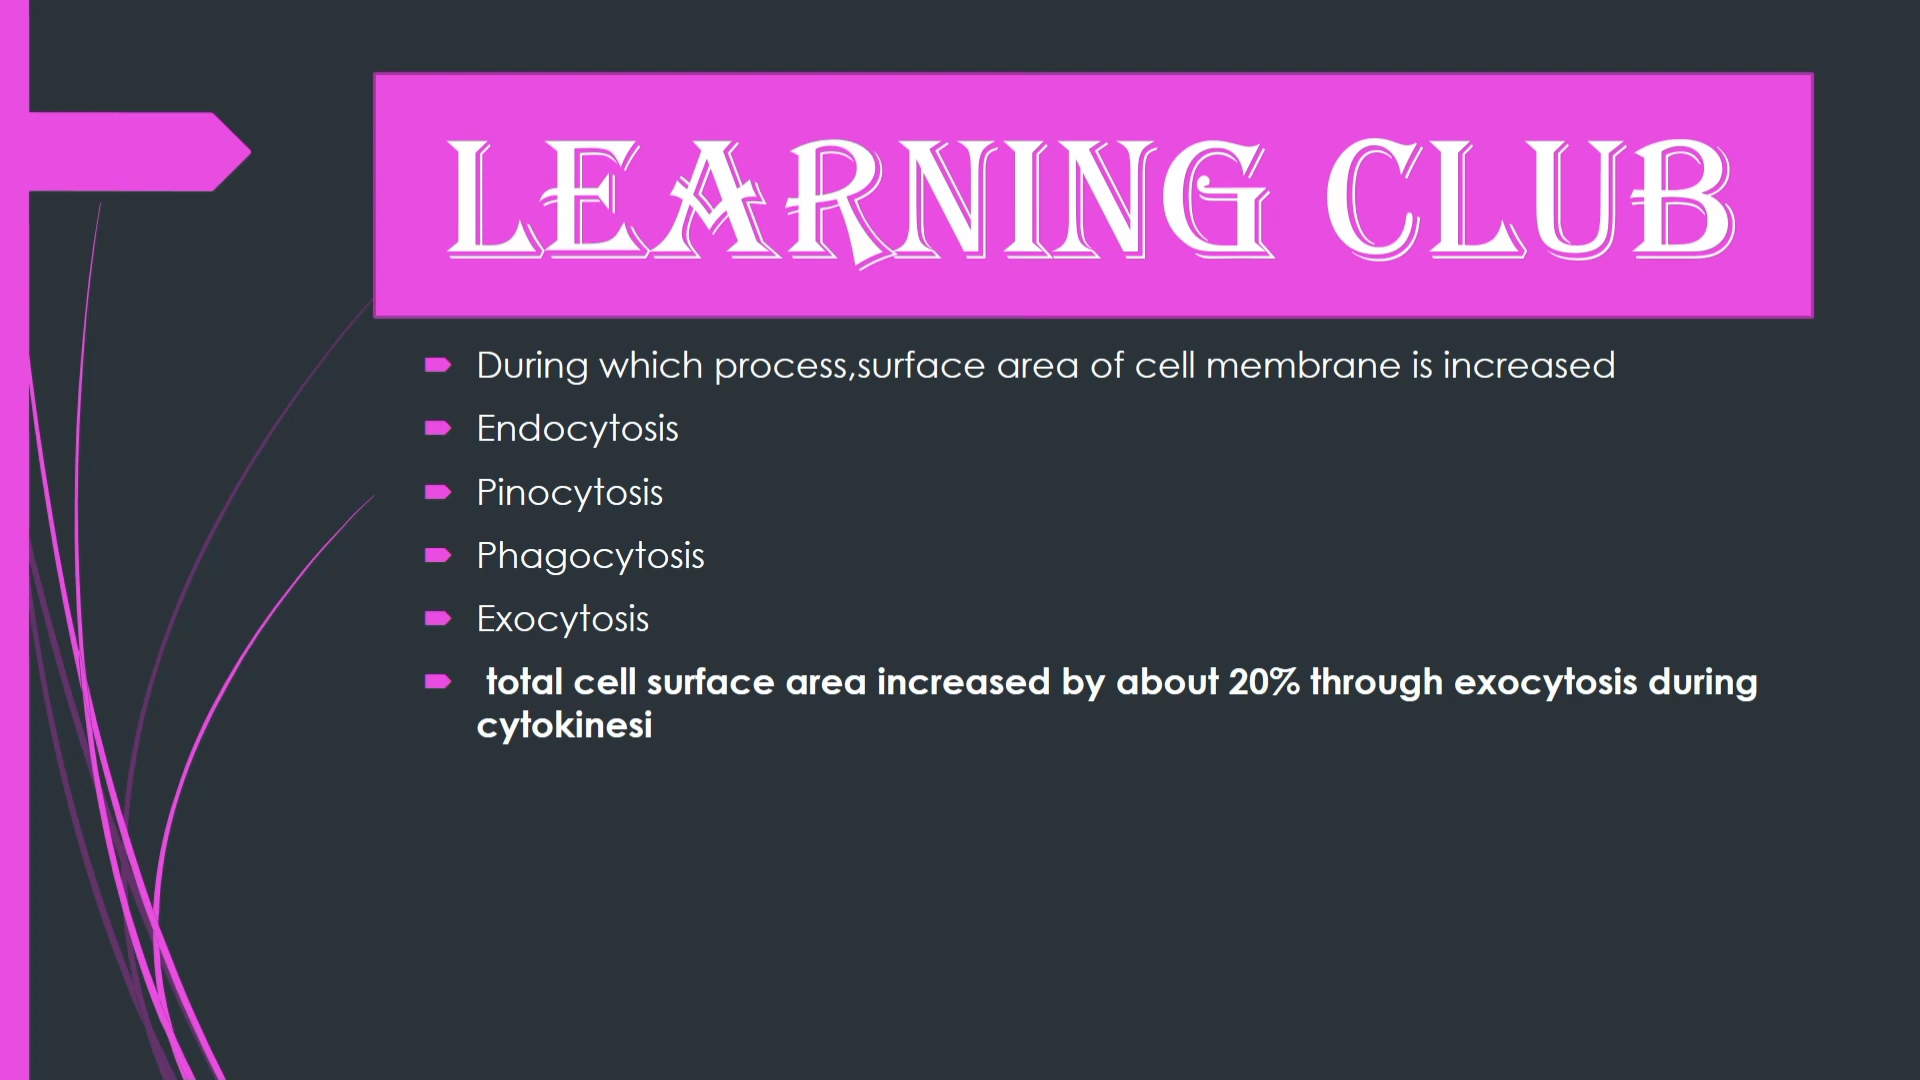 LEARNING CLUB
During which process,surface area of cell membrane is increased
Endocytosis
Pinocytosis
Phagocytosis
Exocytosis
total cell surface area increased by about 20% through exocytosis during
cytokinesi